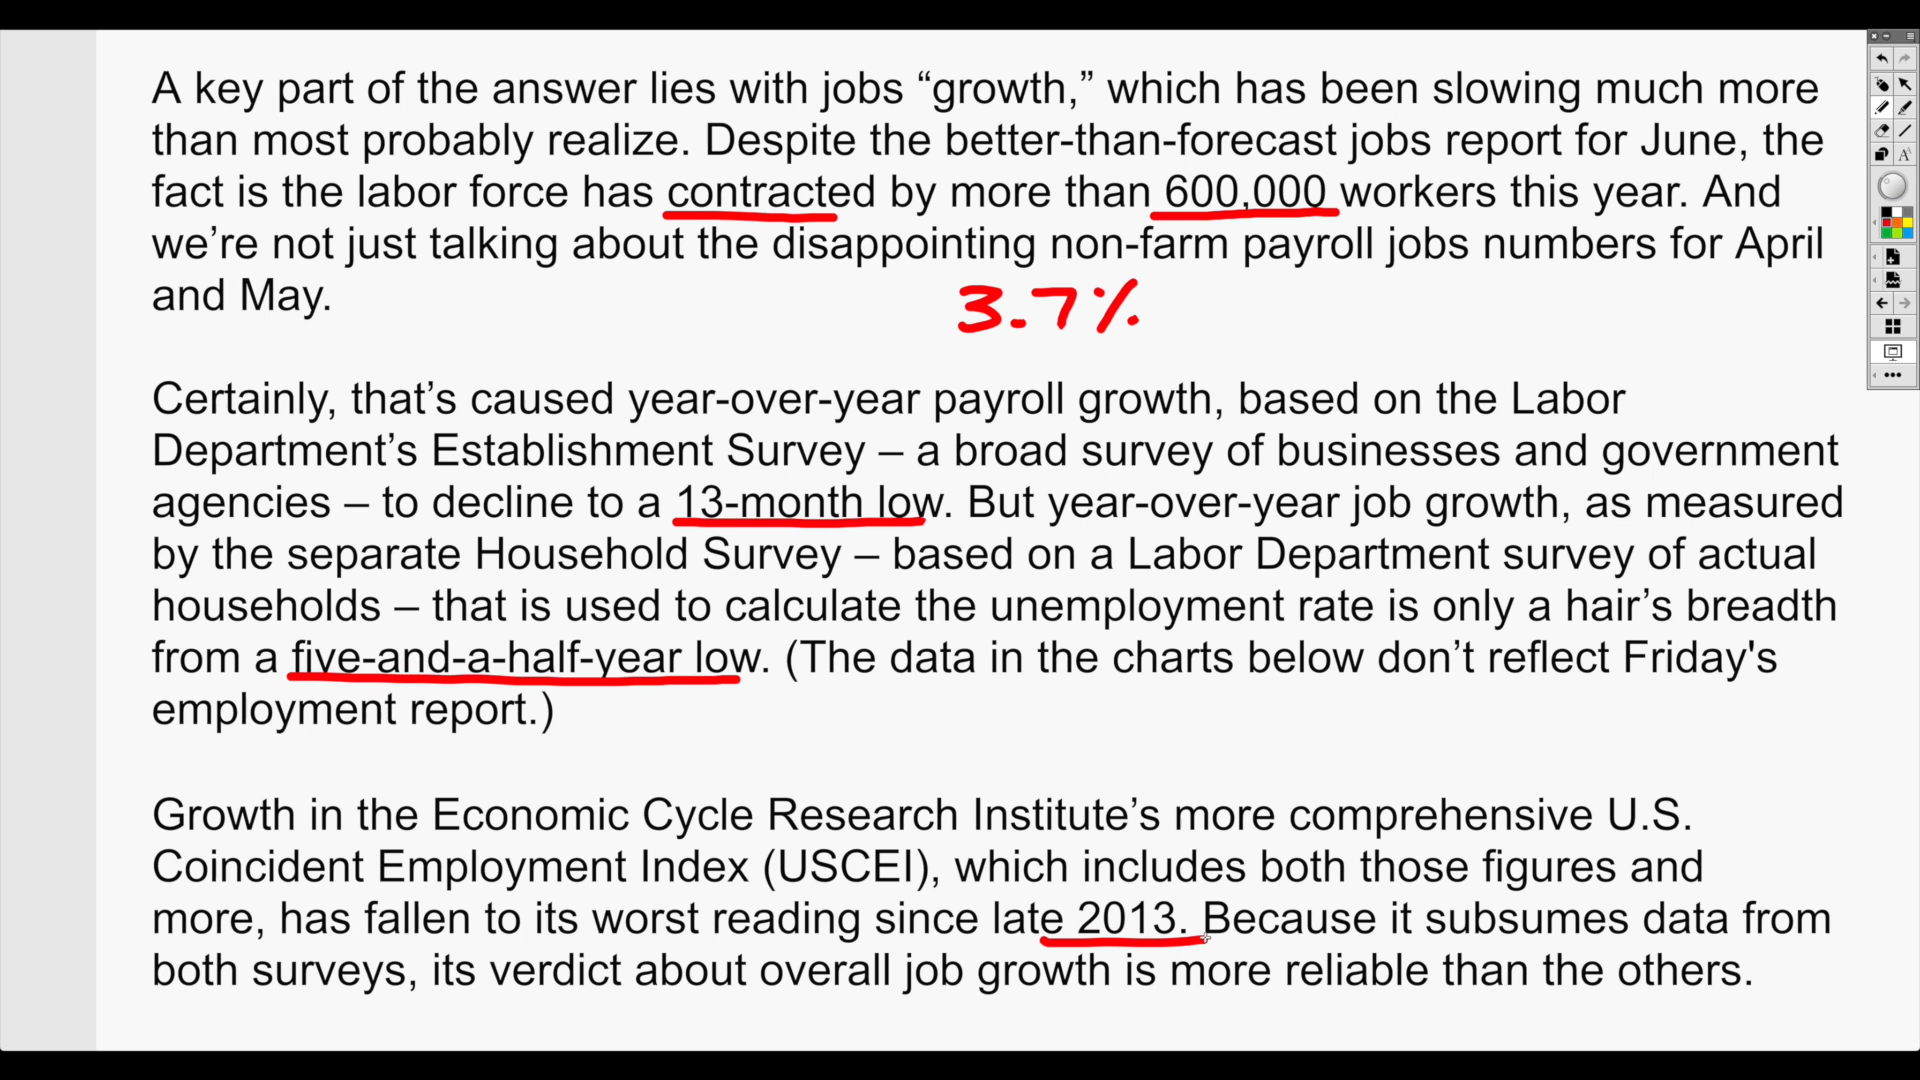 A key part of the answer lies with jobs “growth,” which has been slowing much more
than most probably realize. Despite the better-than-forecast jobs report for June, the
fact is the labor force has contracted by more than 600,000 workers this year. And
we’re not just talking about the disappointing non-farm payroll jobs numbers for April
and May.
3.7%
Certainly, that’s caused year-over-year payroll growth, based on the Labor
Department’s Establishment Survey – a broad survey of businesses and government
agencies – to decline to a 13-month low. But year-over-year job growth, as measured
by the separate Household Survey – based on a Labor Department survey of actual
households – that is used to calculate the unemployment rate is only a hair’s breadth
from a five-and-a-half-year low. (The data in the charts below don’t reflect Friday's
employment report.)
Growth in the Economic Cycle Research Institute’s more comprehensive U.S.
Coincident Employment Index (USCEI), which includes both those figures and
more, has fallen to its worst reading since late 2013. Because it subsumes data from
both surveys, its verdict about overall job growth is more reliable than the others.